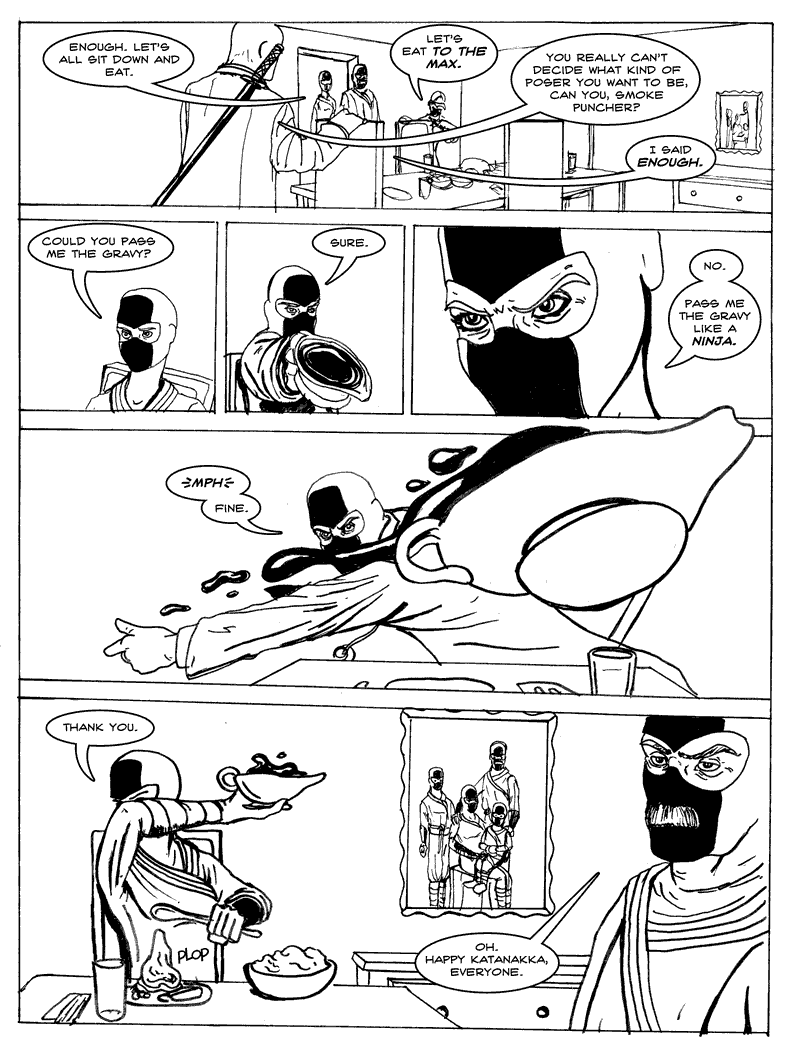 ENOUGH. LET'S
ALL SIT DOWN AND
EAT.
LET'S
EAT TO THE
MAX.
YOU REALLY CAN'T
DECIDE WHAT KIND OF
POSER YOU WANT TO BE,
CAN YOU, SMOKE
PUNCHER?
I SAID
ENOUGH.
COULD YOU PASS
ME THE GRAVY?
SURE.
NO.
PASS ME
THE GRAVY
LIKE A
NINJA.
MPH
FINE.
THANK YOU.
PLOP
OH.
HAPPY KATANAKKA,
EVERYONE.